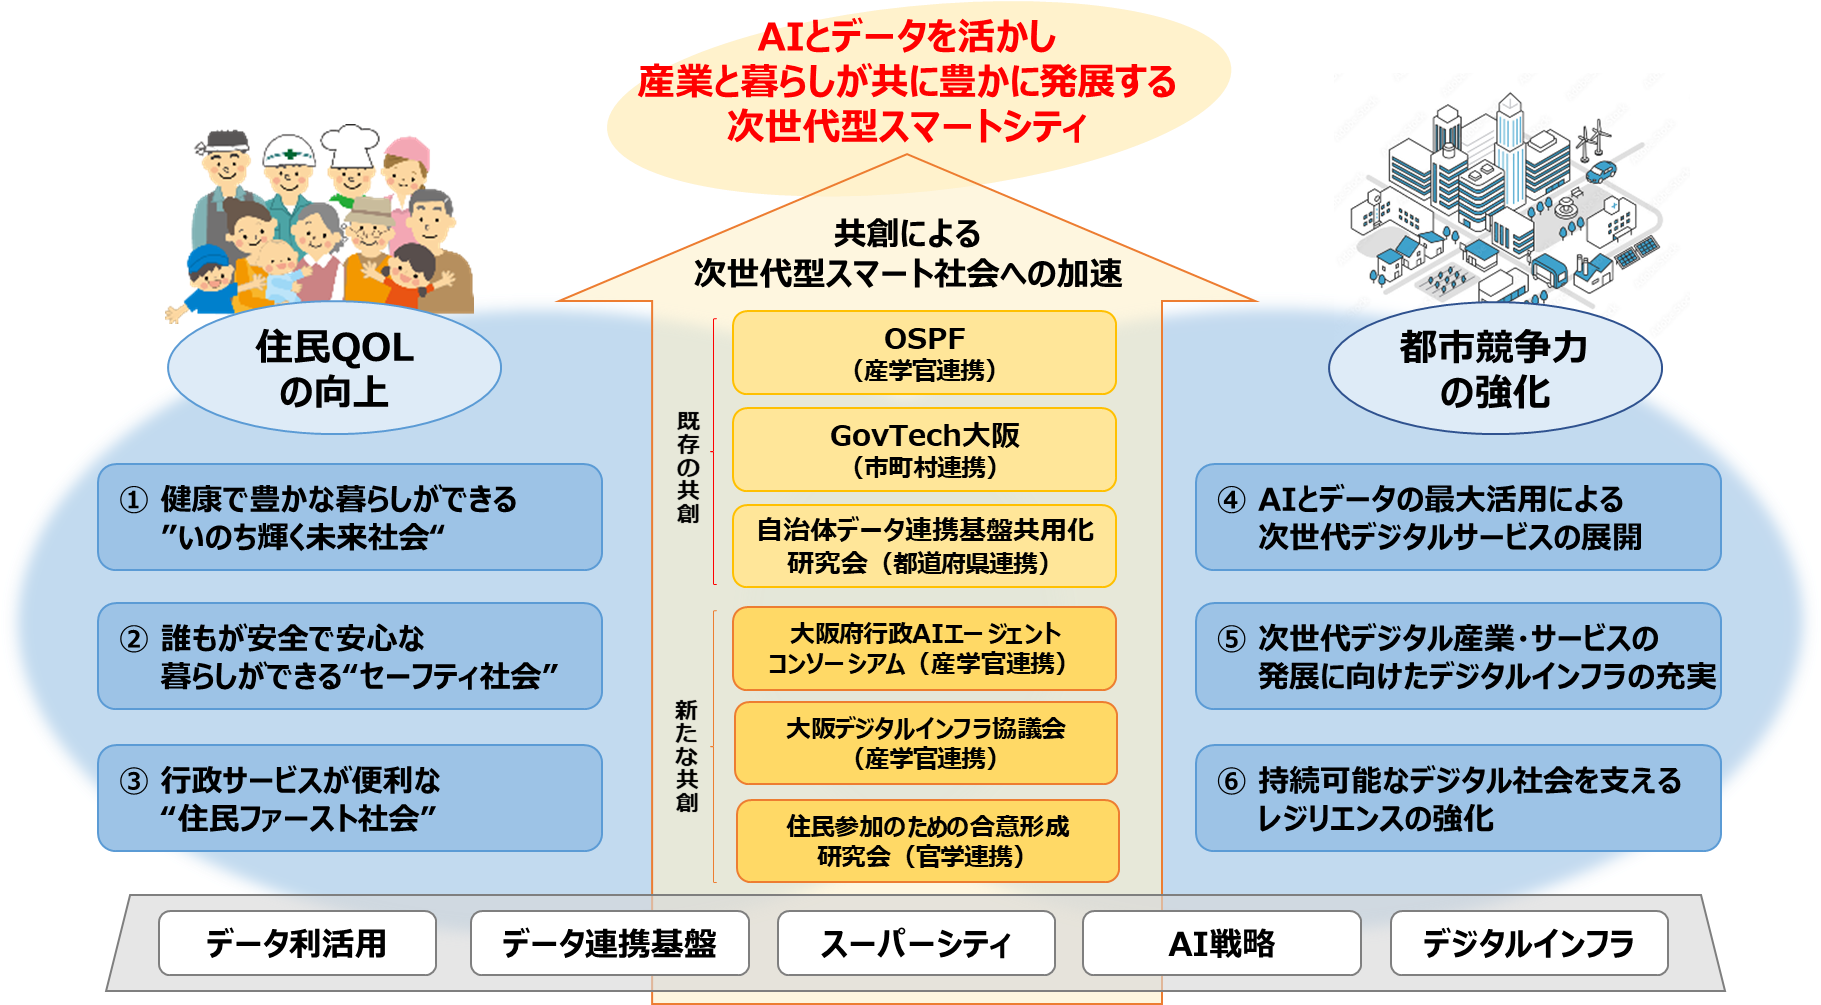 AIとデータを活かし
産業と暮らしが共に豊かに発展する
次世代型スマートシティ
共創による
次世代型スマート社会への加速
住民QOL
の向上
① 健康で豊かな暮らしができる
”いのち輝く未来社会“
② 誰もが安全で安心な
暮らしができる“セーフティ社会”
③ 行政サービスが便利な
“住民ファースト社会”
既存の共創
OSPF
（産学官連携）
GovTech大阪
（市町村連携）
自治体データ連携基盤共用化
研究会（都道府県連携）
新たな共創
大阪府行政AIエージェント
コンソーシアム（産学官連携）
大阪デジタルインフラ協議会
（産学官連携）
住民参加のための合意形成
研究会（官学連携）
都市競争力
の強化
④ AIとデータの最大活用による
次世代デジタルサービスの展開
⑤ 次世代デジタル産業・サービスの
発展に向けたデジタルインフラの充実
⑥ 持続可能なデジタル社会を支える
レジリエンスの強化
データ利活用
データ連携基盤
スーパーシティ
AI戦略
デジタルインフラ